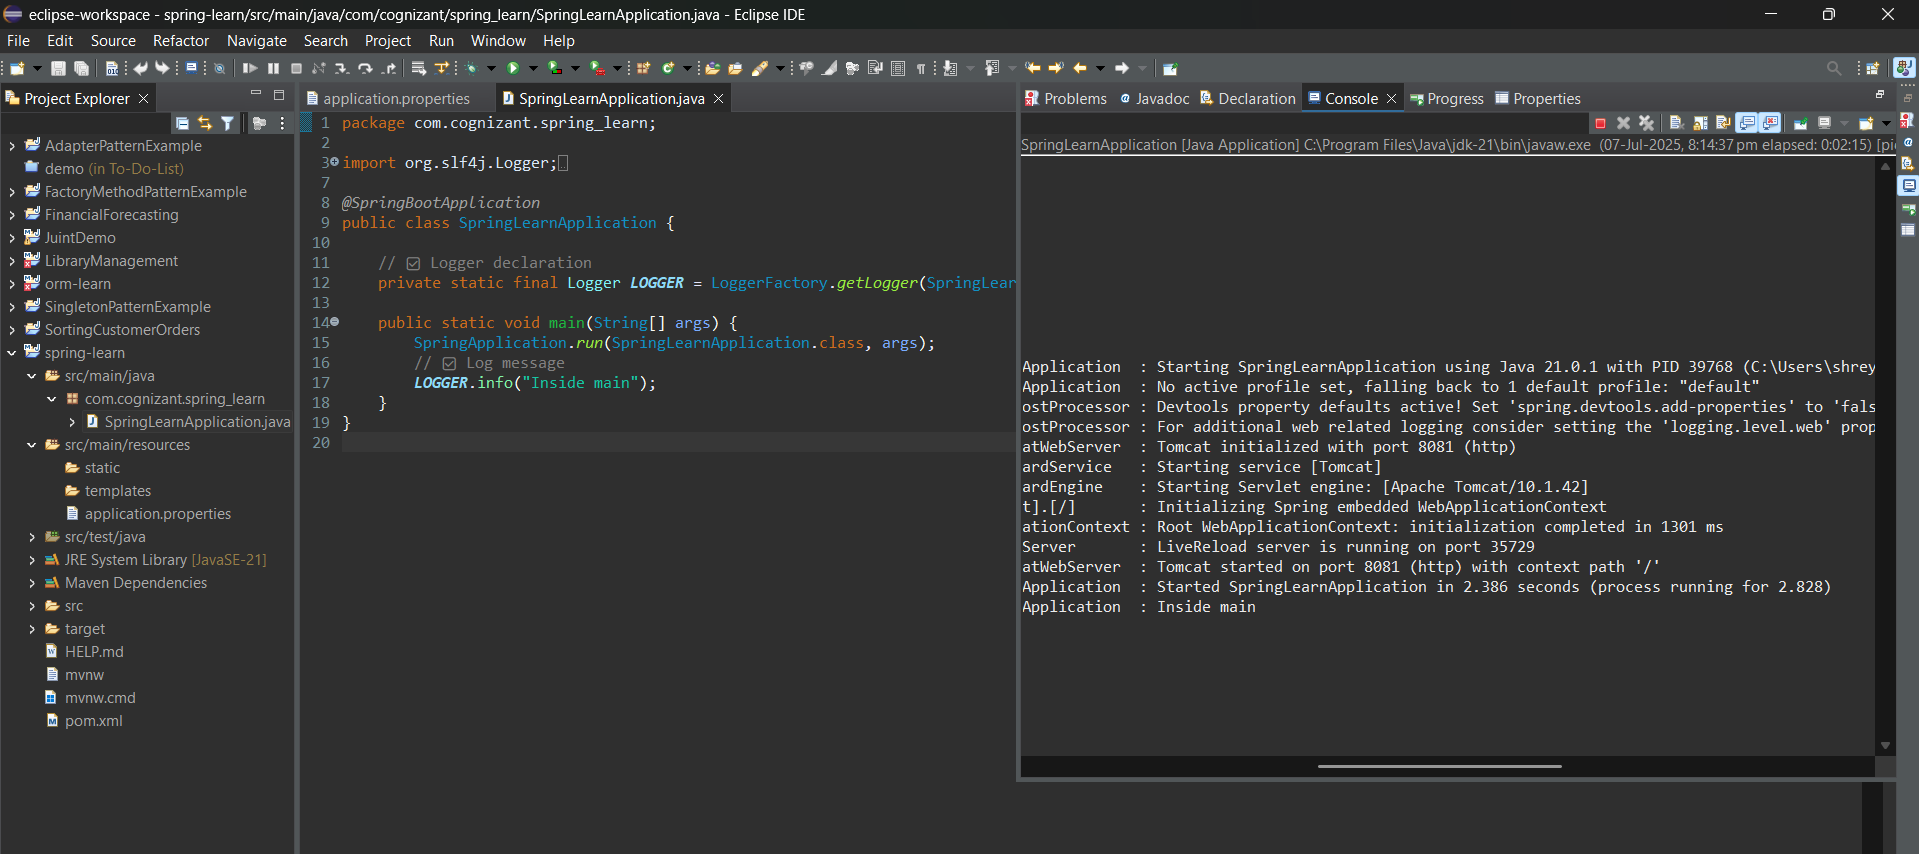 eclipse-workspace - spring-learn/src/main/java/com/cognizant/spring_learn/SpringLearnApplication.java - Eclipse IDE
File Edit Source Refactor Navigate Search Project Run Window Help
Project Explorer
AdapterPatternExample
demo (in To-Do-List)
FactoryMethodPatternExample
FinancialForecasting
JuintDemo
LibraryManagement
orm-learn
SingletonPatternExample
SortingCustomerOrders
spring-learn
src/main/java
com.cognizant.spring_learn
SpringLearnApplication.java
src/main/resources
static
templates
application.properties
src/test/java
JRE System Library [JavaSE-21]
Maven Dependencies
src
target
HELP.md
mvnw
mvnw.cmd
pom.xml
application.properties SpringLearnApplication.java
1 package com.cognizant.spring_learn;
2
3 import org.slf4j.Logger;
7
8 @SpringBootApplication
9 public class SpringLearnApplication {
10
11 // ☑ Logger declaration
12 private static final Logger LOGGER = LoggerFactory.getLogger(SpringLear
13
14 public static void main(String[] args) {
15 SpringApplication.run(SpringLearnApplication.class, args);
16 // ☑ Log message
17 LOGGER.info("Inside main");
18 }
19 }
20
Problems Javadoc Declaration Console Progress Properties
SpringLearnApplication [Java Application] C:\Program Files\Java\jdk-21\bin\javaw.exe (07-Jul-2025, 8:14:37 pm elapsed: 0:02:15) [pi
Application : Starting SpringLearnApplication using Java 21.0.1 with PID 39768 (C:\Users\shrey
Application : No active profile set, falling back to 1 default profile: "default"
ostProcessor : Devtools property defaults active! Set 'spring.devtools.add-properties' to 'fals
ostProcessor : For additional web related logging consider setting the 'logging.level.web' prop
atWebServer : Tomcat initialized with port 8081 (http)
ardService : Starting service [Tomcat]
ardEngine : Starting Servlet engine: [Apache Tomcat/10.1.42]
t].[/] : Initializing Spring embedded WebApplicationContext
ationContext : Root WebApplicationContext: initialization completed in 1301 ms
Server : LiveReload server is running on port 35729
atWebServer : Tomcat started on port 8081 (http) with context path '/'
Application : Started SpringLearnApplication in 2.386 seconds (process running for 2.828)
Application : Inside main